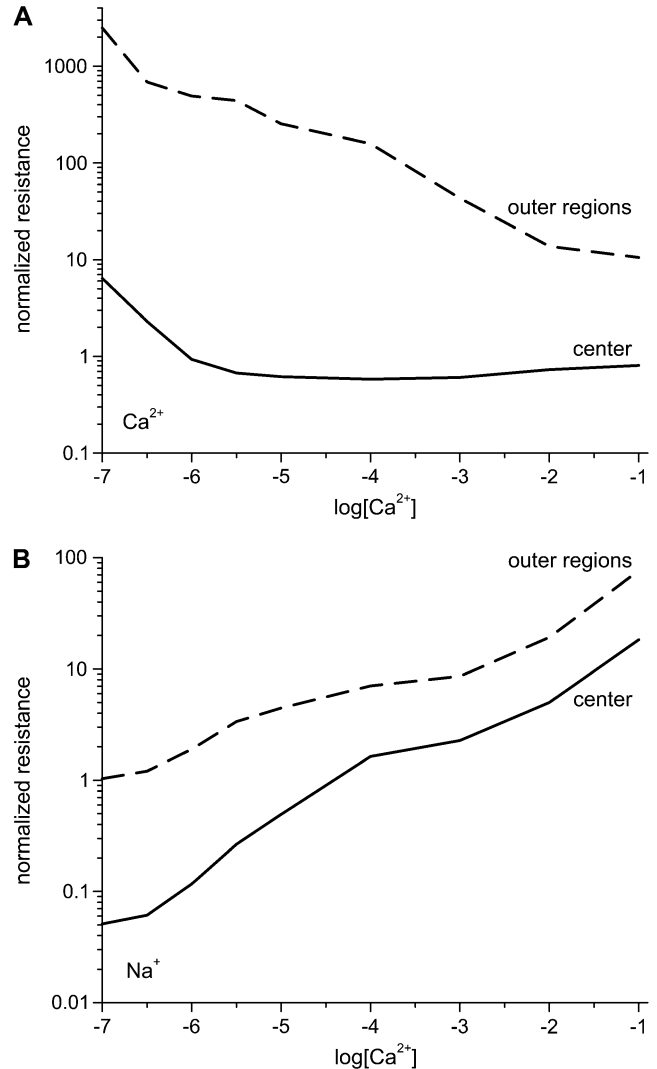 A
1000
100
10
1
0.1
normalized resistance
outer regions
center
Ca²⁺
-7 -6 -5 -4 -3 -2 -1
log[Ca²⁺]
B
100
10
1
0.1
0.01
normalized resistance
outer regions
center
Na⁺
-7 -6 -5 -4 -3 -2 -1
log[Ca²⁺]